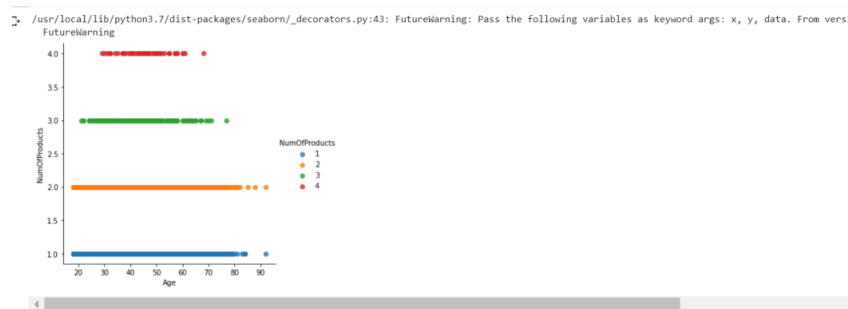 /usr/local/lib/python3.7/dist-packages/seaborn/_decorators.py:43: FutureWarning: Pass the following variables as keyword args: x, y, data. From vers
FutureWarning
4.0
3.5
3.0
2.5
2.0
1.5
1.0
NumOfProducts
20 30 40 50 60 70 80 90
Age
NumOfProducts
1
2
3
4